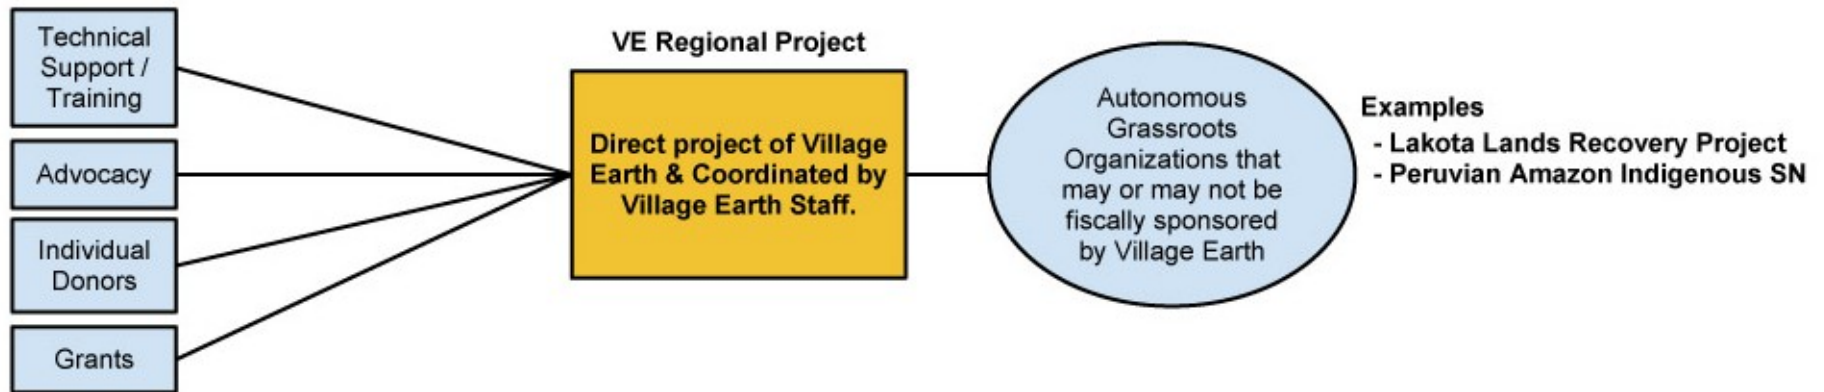 Technical
Support /
Training
Advocacy
Individual
Donors
Grants
VE Regional Project
Direct project of Village
Earth & Coordinated by
Village Earth Staff.
Autonomous
Grassroots
Organizations that
may or may not be
fiscally sponsored
by Village Earth
Examples
- Lakota Lands Recovery Project
- Peruvian Amazon Indigenous SN